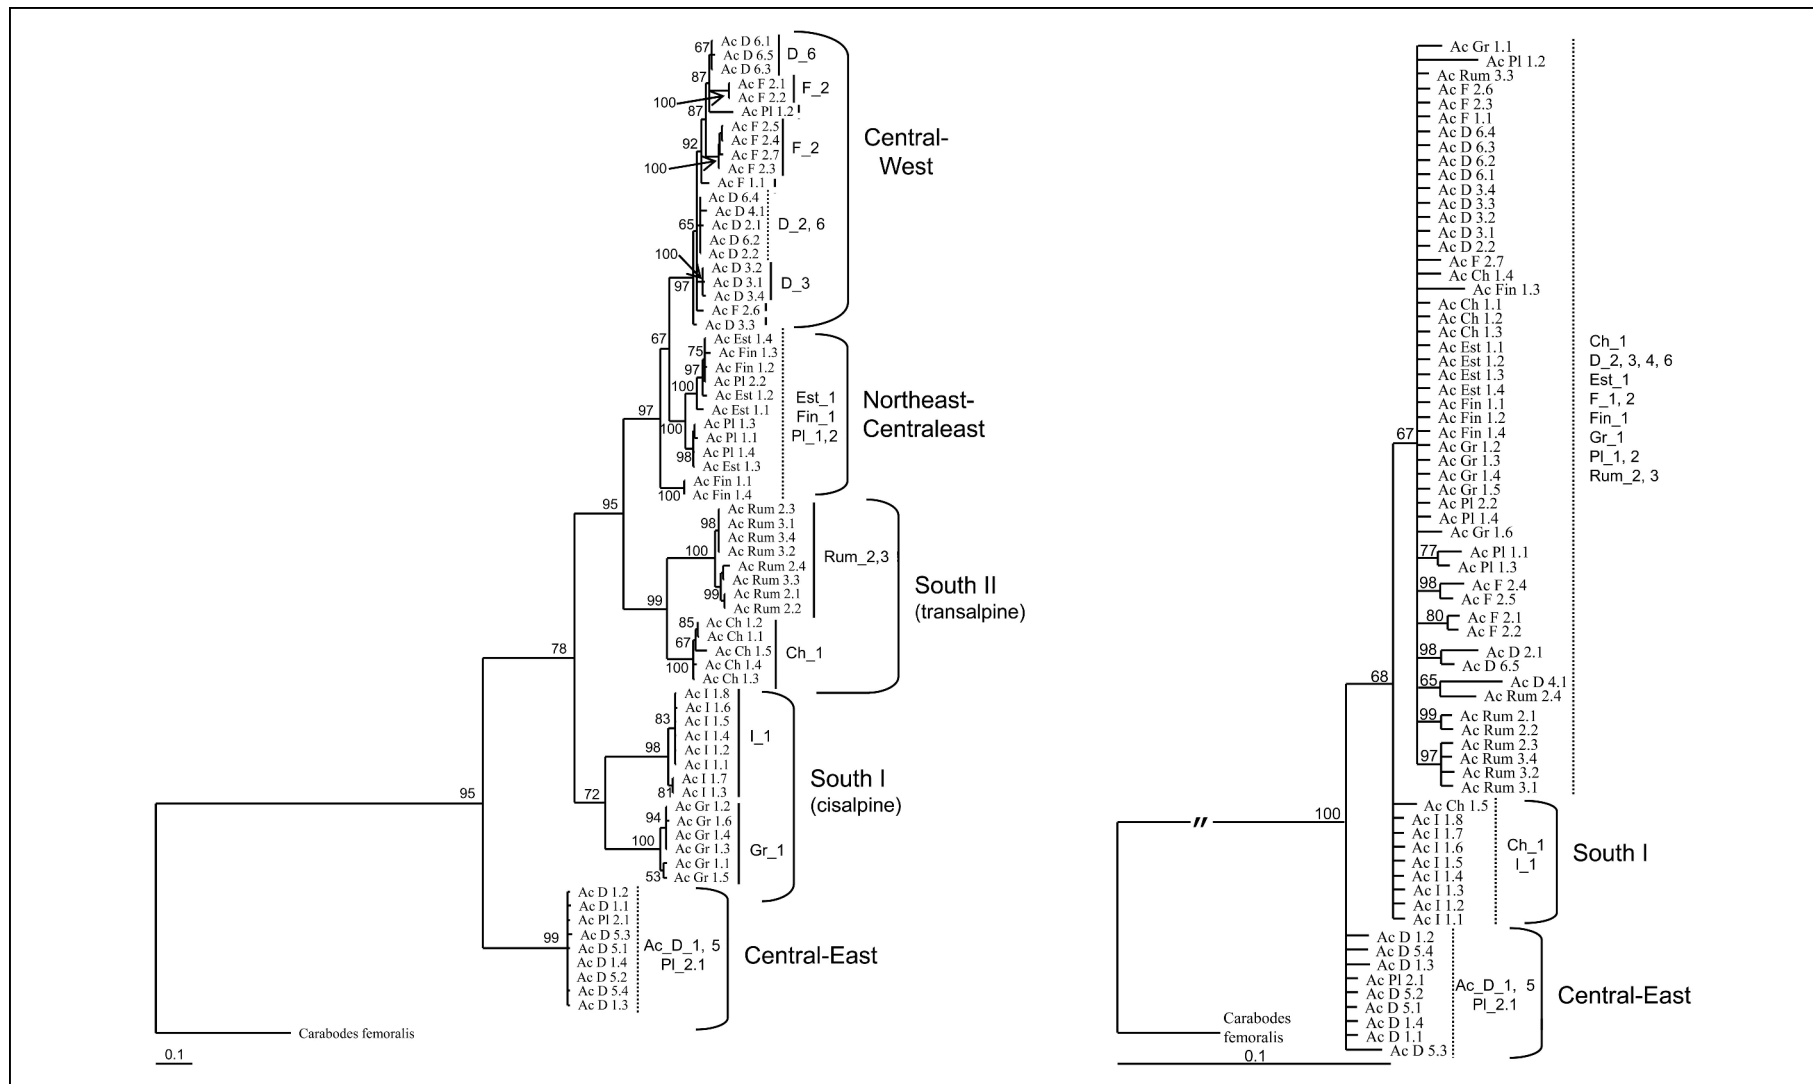 67
Ac D 6.1
Ac D 6.5
Ac D 6.3
D_6
87
Ac F 2.1
Ac F 2.2
F_2
100
87
Ac Pl 1.2
Ac F 2.5
Ac F 2.4
Ac F 2.7
Ac F 2.3
F_2
92
100
Ac F 1.1
Central-
West
Ac D 6.4
Ac D 4.1
Ac D 2.1
Ac D 6.2
Ac D 2.2
D_2, 6
65
100
Ac D 3.2
Ac D 3.1
Ac D 3.4
D_3
97
Ac F 2.6
Ac D 3.3
67
Ac Est 1.4
Ac Fin 1.3
Ac Fin 1.2
Ac Pl 2.2
Ac Est 1.2
Ac Est 1.1
75
97
100
Ac Pl 1.3
Ac Pl 1.1
Ac Pl 1.4
Ac Est 1.3
100
98
Ac Fin 1.1
Ac Fin 1.4
100
Est_1
Fin_1
Pl_1,2
Northeast-
Centraleast
97
95
Ac Rum 2.3
Ac Rum 3.1
Ac Rum 3.4
Ac Rum 3.2
Ac Rum 2.4
Ac Rum 3.3
Ac Rum 2.1
Ac Rum 2.2
98
100
99
Rum_2,3
South II
(transalpine)
99
Ac Ch 1.2
Ac Ch 1.1
Ac Ch 1.5
Ac Ch 1.4
Ac Ch 1.3
85
67
100
Ch_1
78
Ac I 1.8
Ac I 1.6
Ac I 1.5
Ac I 1.4
Ac I 1.2
Ac I 1.1
Ac I 1.7
Ac I 1.3
83
98
81
I_1
South I
(cisalpine)
72
Ac Gr 1.2
Ac Gr 1.6
Ac Gr 1.4
Ac Gr 1.3
Ac Gr 1.1
Ac Gr 1.5
94
100
53
Gr_1
95
Ac D 1.2
Ac D 1.1
Ac Pl 2.1
Ac D 5.3
Ac D 5.1
Ac D 1.4
Ac D 5.2
Ac D 5.4
Ac D 1.3
99
Ac_D_1, 5
Pl_2.1
Central-East
Carabodes femoralis
0.1
Ac Gr 1.1
Ac Pl 1.2
Ac Rum 3.3
Ac F 2.6
Ac F 2.3
Ac F 1.1
Ac D 6.4
Ac D 6.3
Ac D 6.2
Ac D 6.1
Ac D 3.4
Ac D 3.3
Ac D 3.2
Ac D 3.1
Ac D 2.2
Ac F 2.7
Ac Ch 1.4
Ac Fin 1.3
Ac Ch 1.1
Ac Ch 1.2
Ac Ch 1.3
Ac Est 1.1
Ac Est 1.2
Ac Est 1.3
Ac Est 1.4
Ac Fin 1.1
Ac Fin 1.2
Ac Fin 1.4
Ac Gr 1.2
Ac Gr 1.3
Ac Gr 1.4
Ac Gr 1.5
Ac Pl 2.2
Ac Pl 1.4
Ac Gr 1.6
67
77
Ac Pl 1.1
Ac Pl 1.3
98
Ac F 2.4
Ac F 2.5
80
Ac F 2.1
Ac F 2.2
98
Ac D 2.1
Ac D 6.5
65
Ac D 4.1
Ac Rum 2.4
99
Ac Rum 2.1
Ac Rum 2.2
97
Ac Rum 2.3
Ac Rum 3.4
Ac Rum 3.2
Ac Rum 3.1
Ch_1
D_2, 3, 4, 6
Est_1
F_1, 2
Fin_1
Gr_1
Pl_1, 2
Rum_2, 3
68
Ac Ch 1.5
Ac I 1.8
Ac I 1.7
Ac I 1.6
Ac I 1.5
Ac I 1.4
Ac I 1.3
Ac I 1.2
Ac I 1.1
Ch_1
I_1
South I
100
Ac D 1.2
Ac D 5.4
Ac D 1.3
Ac Pl 2.1
Ac D 5.2
Ac D 5.1
Ac D 1.4
Ac D 1.1
Ac D 5.3
Ac_D_1, 5
Pl_2.1
Central-East
Carabodes
femoralis
0.1